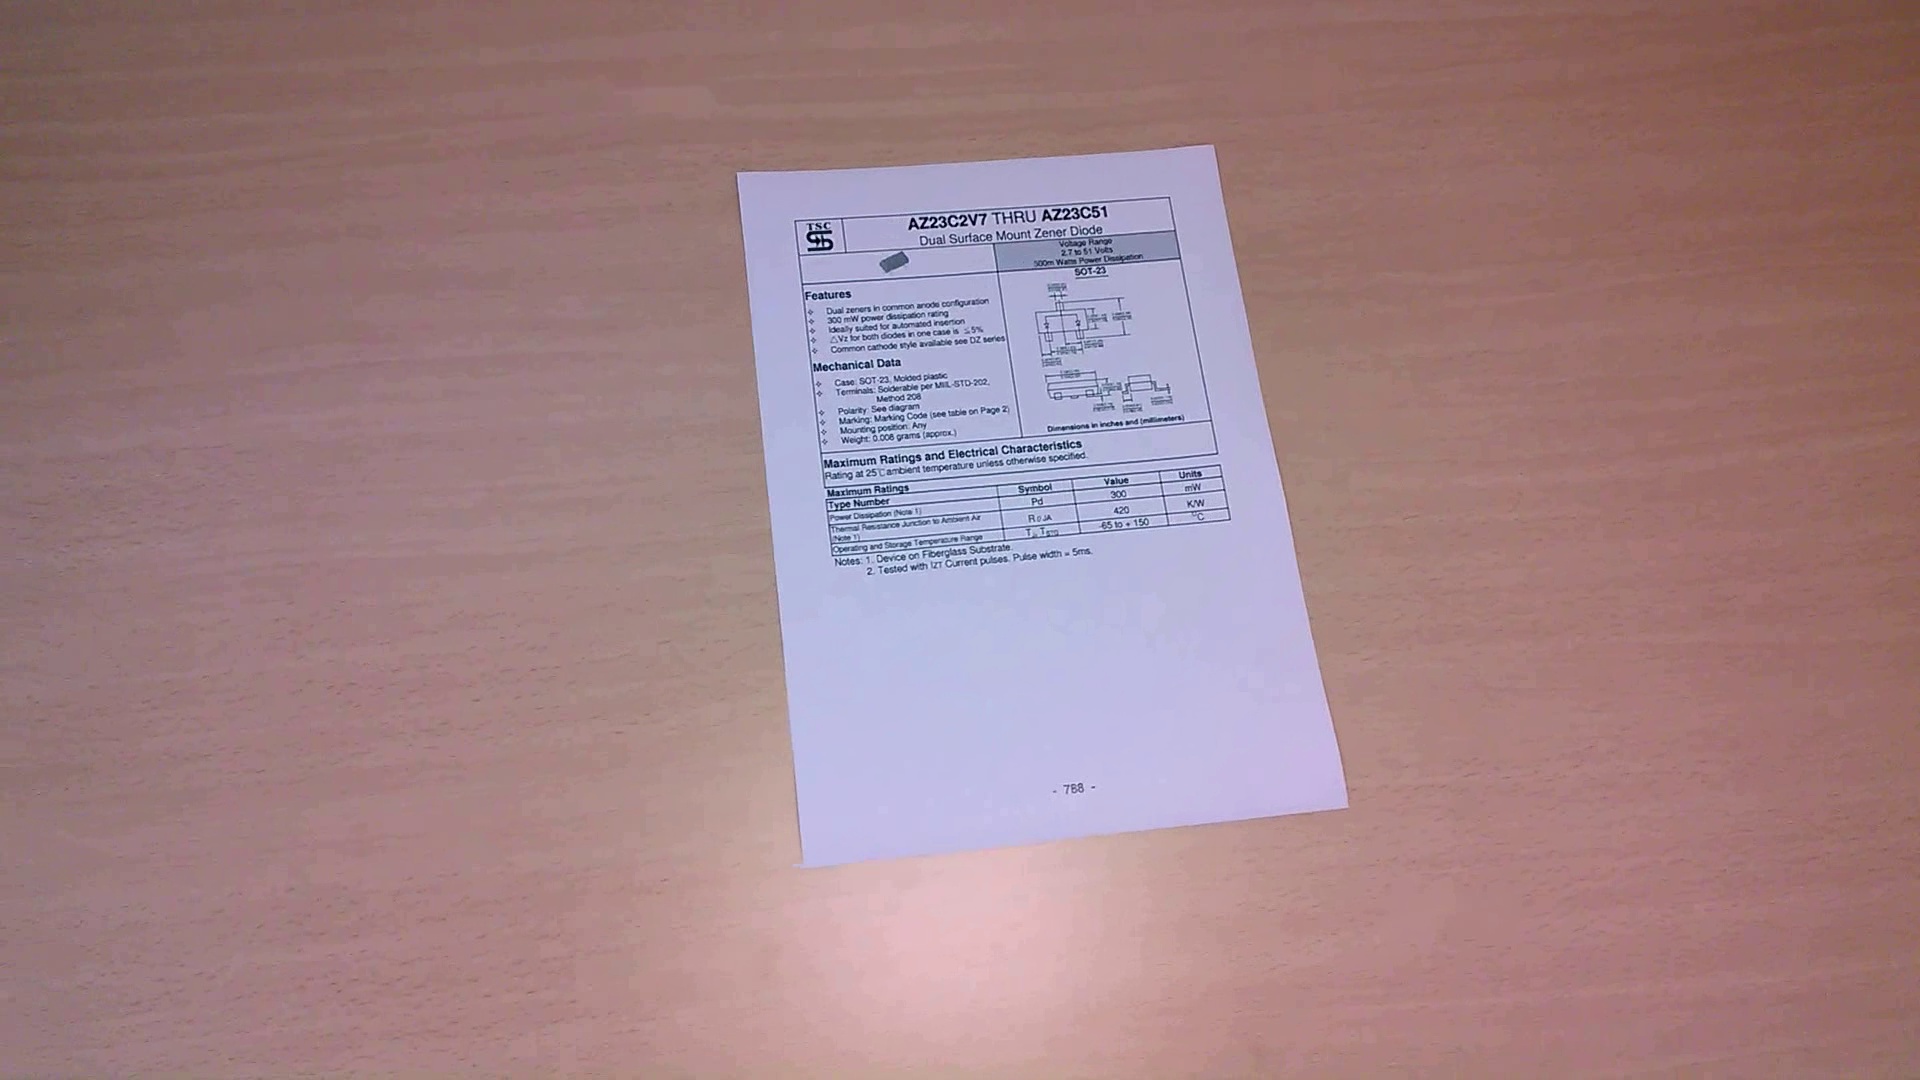 TSC
AZ23C2V7 THRU AZ23C51
Dual Surface Mount Zener Diode
Voltage Range
2.7 to 51 Volts
300m Watts Power Dissipation
SOT-23
Features
Dual zeners in common anode configuration
300 mW power dissipation rating
Ideally suited for automated insertion
△Vz for both diodes in one case is ≦5%
Common cathode style available see DZ series
Mechanical Data
Case: SOT-23, Molded plastic
Terminals: Solderable per MIIL-STD-202,
Method 208
Polarity: See diagram
Marking: Marking Code (see table on Page 2)
Mounting position: Any
Weight: 0.008 grams (approx.)
Dimensions in inches and (millimeters)
Maximum Ratings and Electrical Characteristics
Rating at 25℃ ambient temperature unless otherwise specified.
Maximum Ratings
Type Number Symbol Value Units
Power Dissipation (Note 1) Pd 300 mW
Thermal Resistance Junction to Ambient Air
(Note 1) RθJA 420 K/W
Operating and Storage Temperature Range TJ, TSTG -65 to + 150 °C
Notes: 1. Device on Fiberglass Substrate.
2. Tested with IZT Current pulses. Pulse width = 5ms.
- 788 -